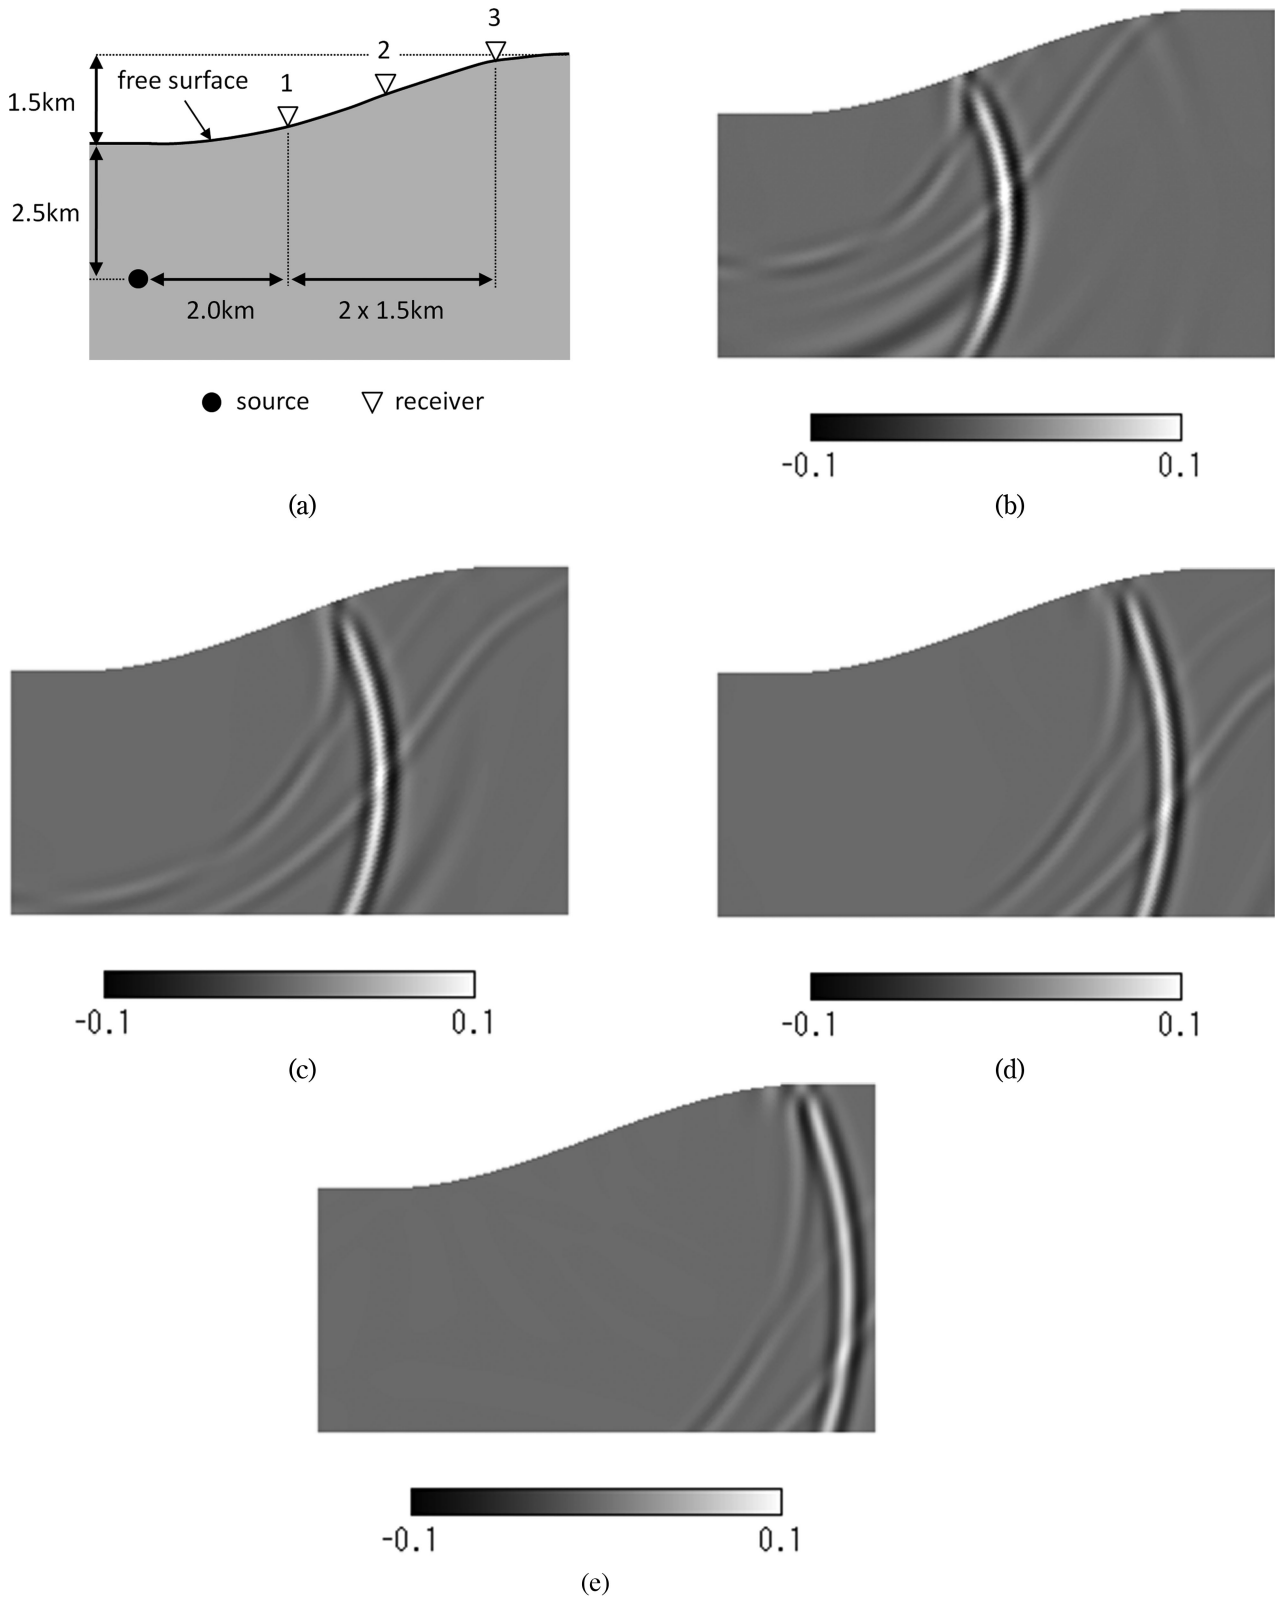 3
2
1
free surface
1.5km
2.5km
2.0km
2 x 1.5km
source
receiver
-0.1
0.1
(a)
(b)
-0.1
0.1
-0.1
0.1
(c)
(d)
-0.1
0.1
(e)